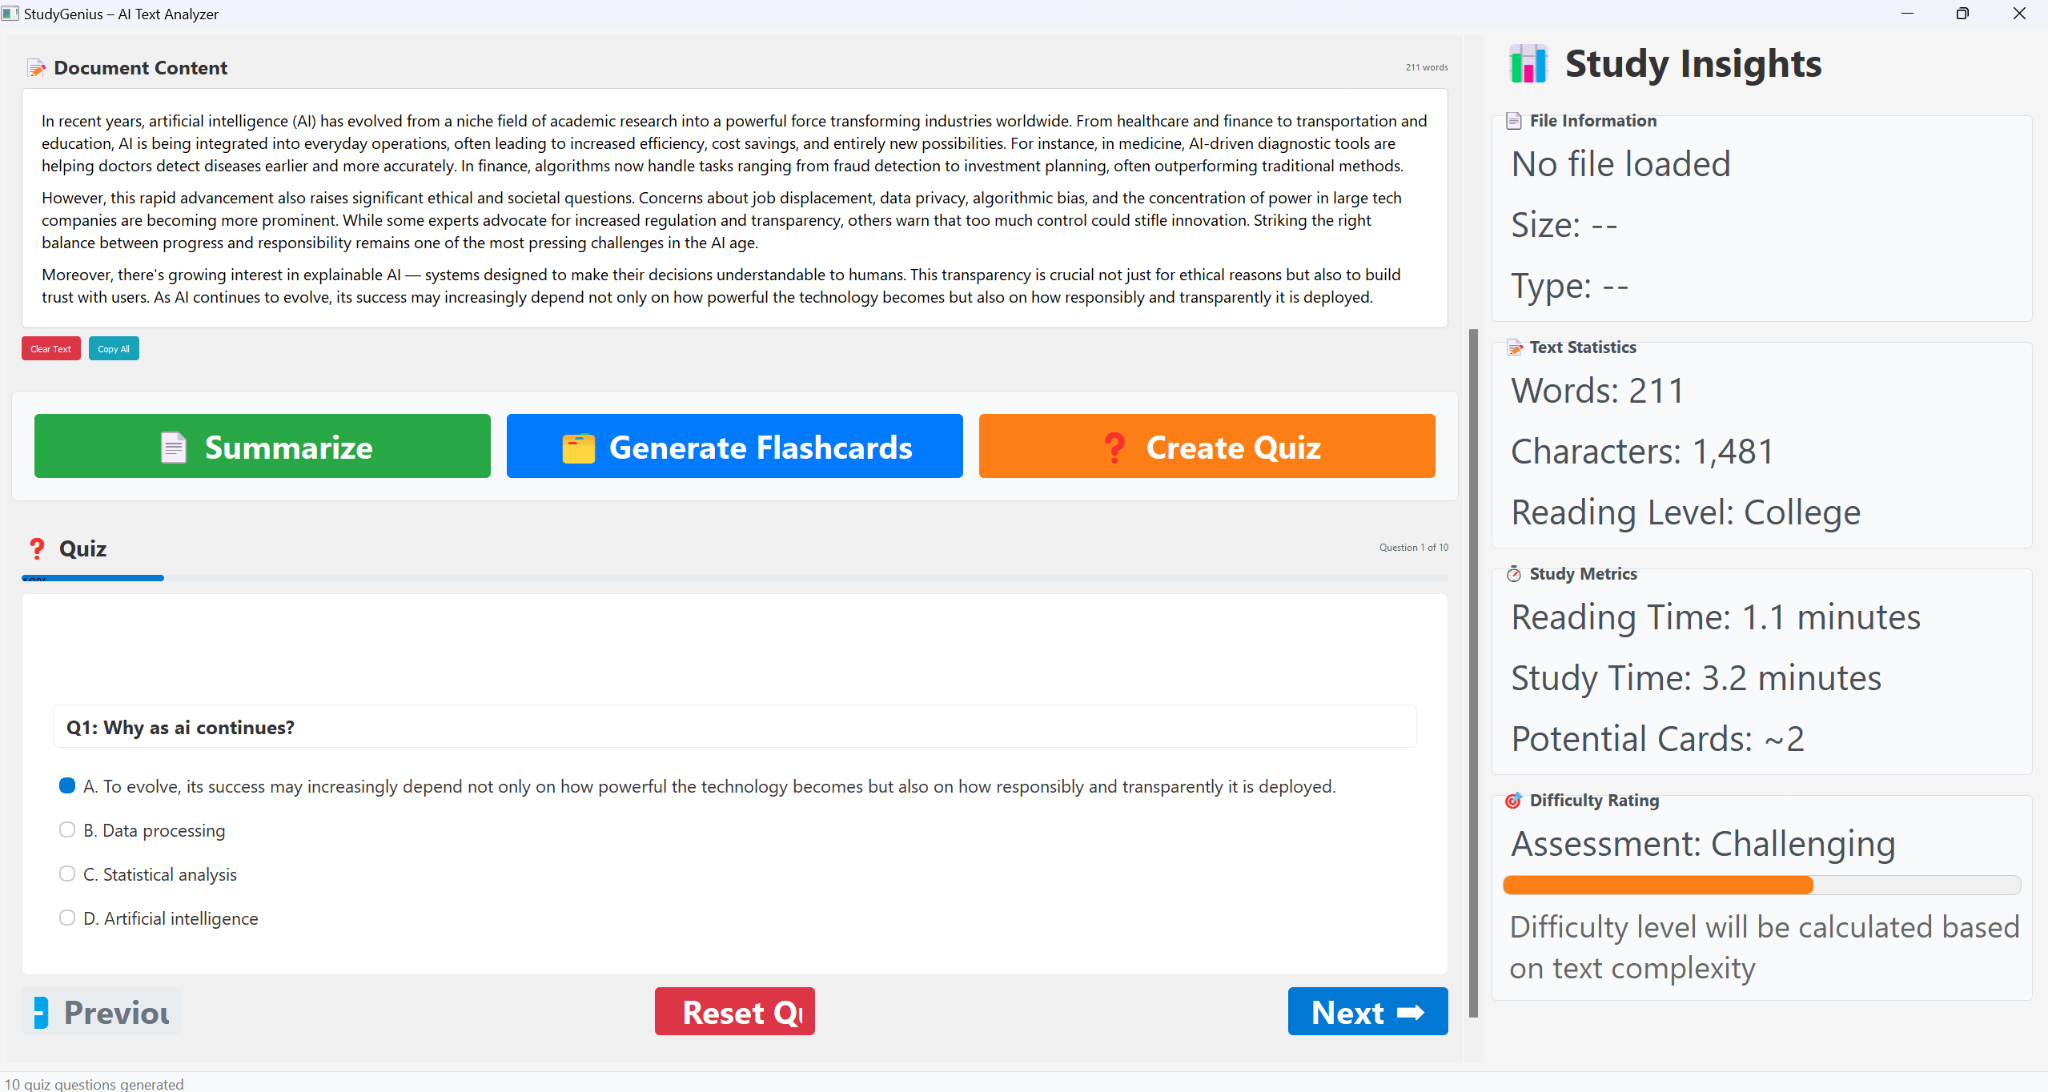 StudyGenius – AI Text Analyzer
Document Content
211 words
In recent years, artificial intelligence (AI) has evolved from a niche field of academic research into a powerful force transforming industries worldwide. From healthcare and finance to transportation and
education, AI is being integrated into everyday operations, often leading to increased efficiency, cost savings, and entirely new possibilities. For instance, in medicine, AI-driven diagnostic tools are
helping doctors detect diseases earlier and more accurately. In finance, algorithms now handle tasks ranging from fraud detection to investment planning, often outperforming traditional methods.
However, this rapid advancement also raises significant ethical and societal questions. Concerns about job displacement, data privacy, algorithmic bias, and the concentration of power in large tech
companies are becoming more prominent. While some experts advocate for increased regulation and transparency, others warn that too much control could stifle innovation. Striking the right
balance between progress and responsibility remains one of the most pressing challenges in the AI age.
Moreover, there's growing interest in explainable AI — systems designed to make their decisions understandable to humans. This transparency is crucial not just for ethical reasons but also to build
trust with users. As AI continues to evolve, its success may increasingly depend not only on how powerful the technology becomes but also on how responsibly and transparently it is deployed.
Clear Text
Copy All
Summarize
Generate Flashcards
Create Quiz
Quiz
Question 1 of 10
Q1: Why as ai continues?
A. To evolve, its success may increasingly depend not only on how powerful the technology becomes but also on how responsibly and transparently it is deployed.
B. Data processing
C. Statistical analysis
D. Artificial intelligence
Previou
Reset Qu
Next
10 quiz questions generated
Study Insights
File Information
No file loaded
Size: --
Type: --
Text Statistics
Words: 211
Characters: 1,481
Reading Level: College
Study Metrics
Reading Time: 1.1 minutes
Study Time: 3.2 minutes
Potential Cards: ~2
Difficulty Rating
Assessment: Challenging
Difficulty level will be calculated based
on text complexity